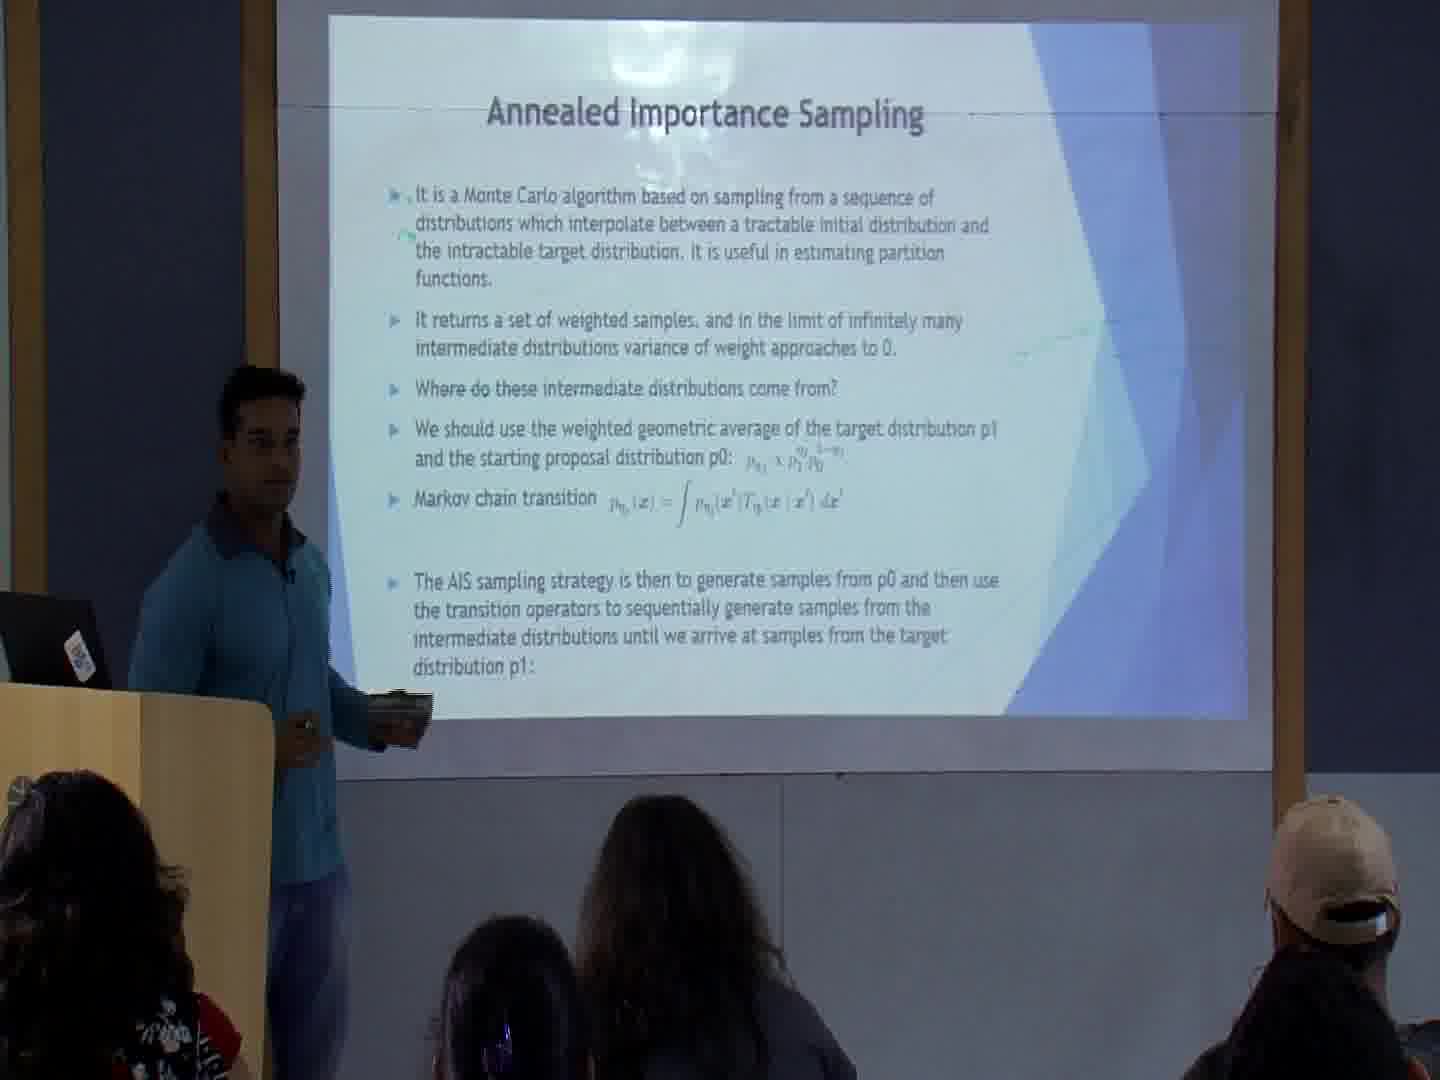 Annealed Importance Sampling
It is a Monte Carlo algorithm based on sampling from a sequence of
distributions which interpolate between a tractable initial distribution and
the intractable target distribution. It is useful in estimating partition
functions.
It returns a set of weighted samples, and in the limit of infinitely many
intermediate distributions variance of weight approaches to 0.
Where do these intermediate distributions come from?
We should use the weighted geometric average of the target distribution p1
and the starting proposal distribution p0:
Markov chain transition
The AIS sampling strategy is then to generate samples from p0 and then use
the transition operators to sequentially generate samples from the
intermediate distributions until we arrive at samples from the target
distribution p1: